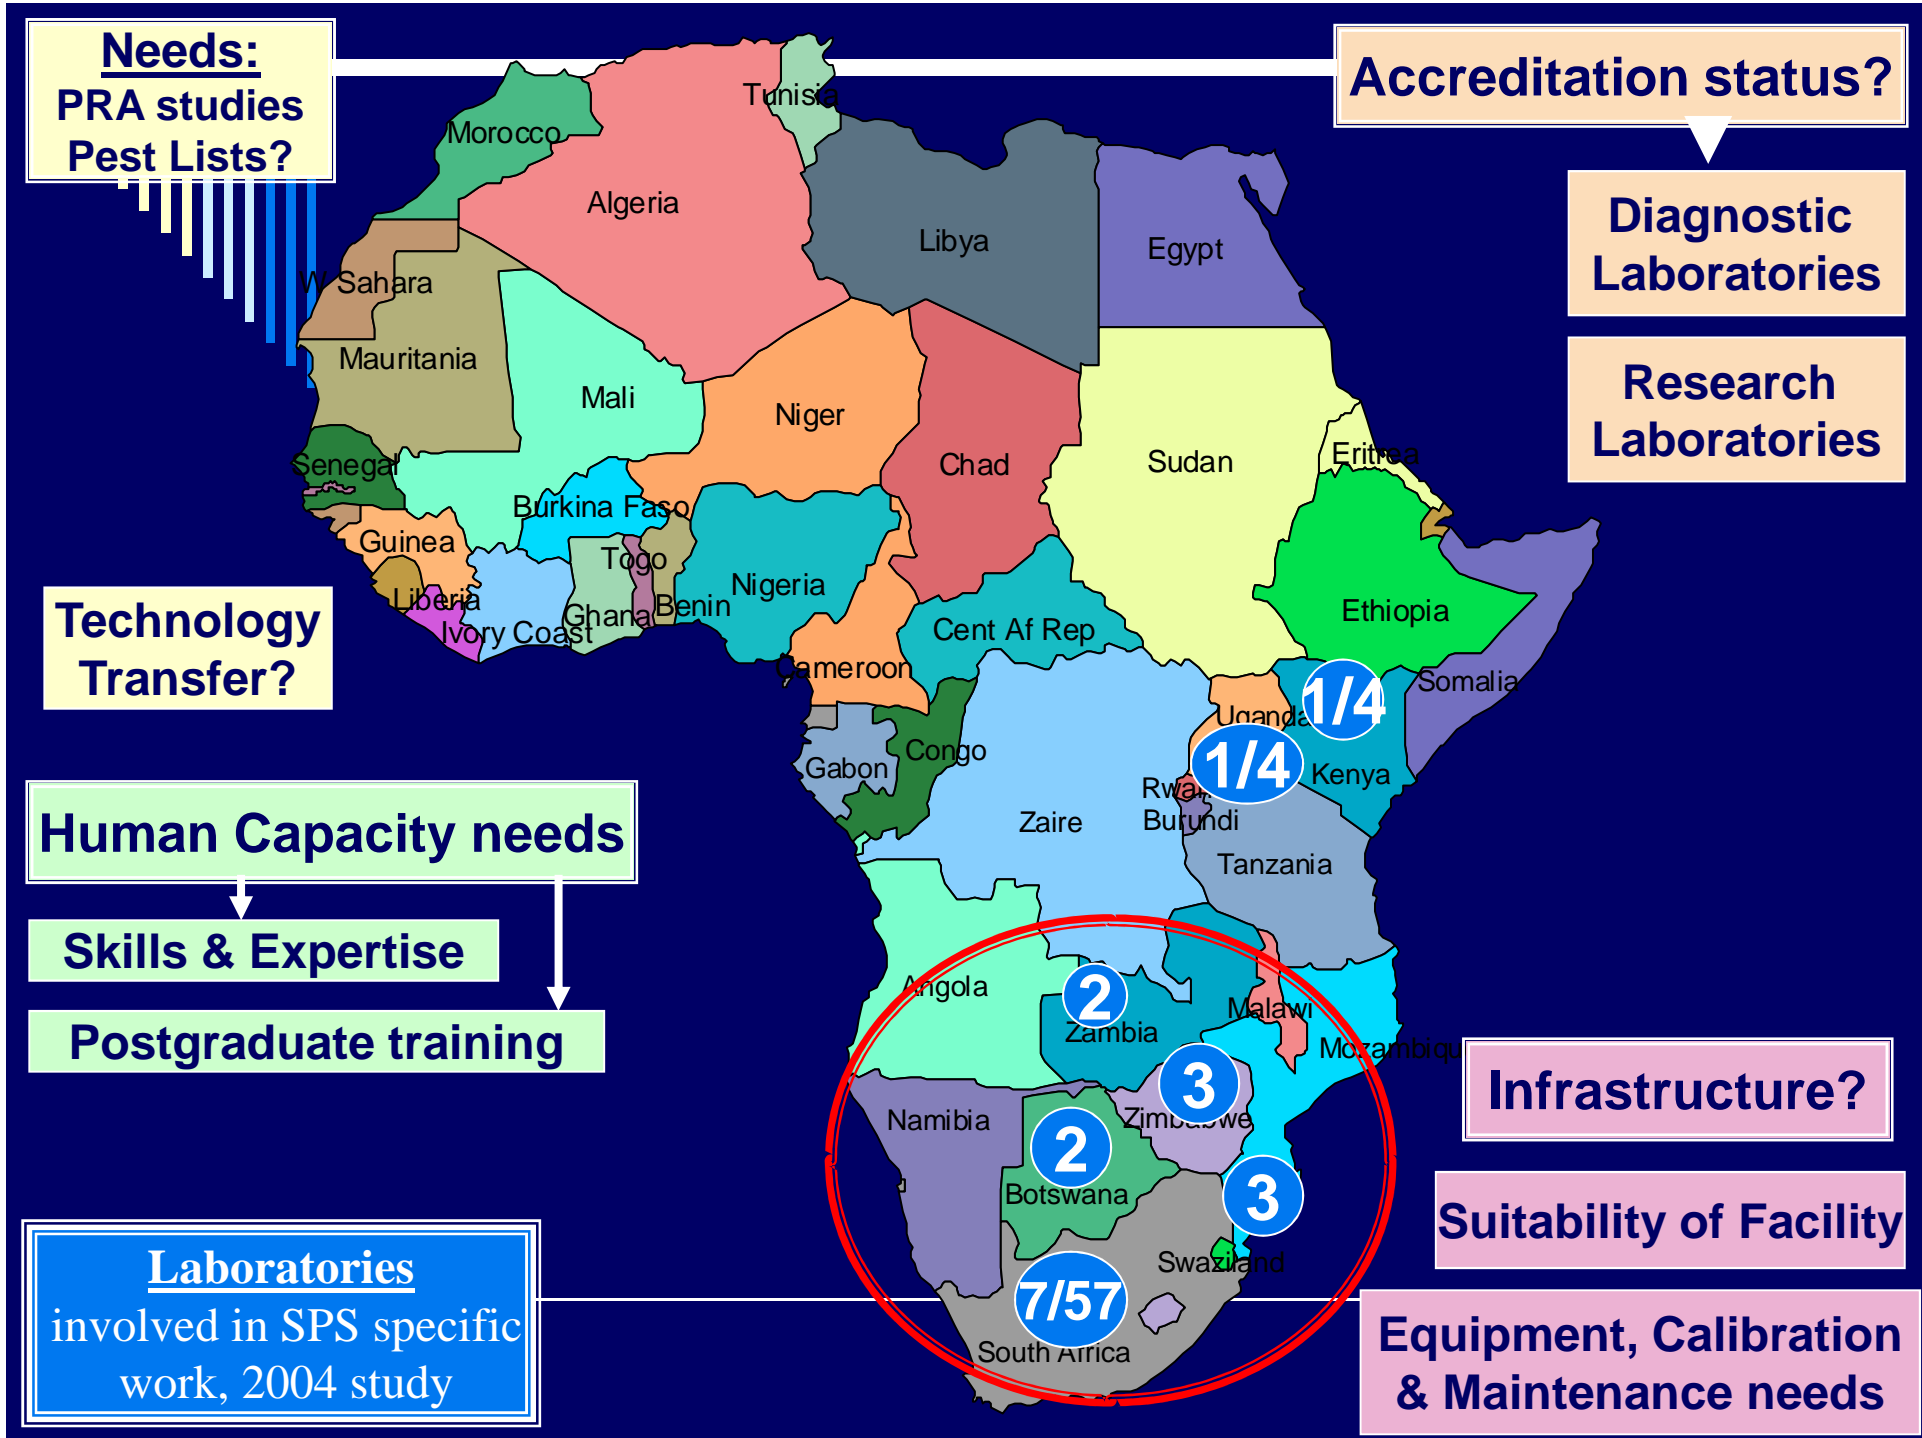 Needs:
PRA studies
Pest Lists?
Accreditation status?
Diagnostic
Laboratories
Research
Laboratories
Tunisia
Morocco
Algeria
Libya
Egypt
W Sahara
Mauritania
Mali
Niger
Chad
Sudan
Eritrea
Senegal
Burkina Faso
Guinea
Togo
Nigeria
Liberia
Ghana
Benin
Ivory Coast
Cent Af Rep
Ethiopia
Cameroon
Somalia
Technology
Transfer?
1/4
Uganda
1/4
Congo
Gabon
Kenya
Rwan
Burundi
Zaire
Tanzania
Human Capacity needs
Skills & Expertise
Postgraduate training
Angola
2
Zambia
Malawi
Mozambiqu
3
Zimbabwe
Namibia
2
Botswana
3
Swaziland
7/57
South Africa
Infrastructure?
Suitability of Facility
Equipment, Calibration
& Maintenance needs
Laboratories
involved in SPS specific
work, 2004 study